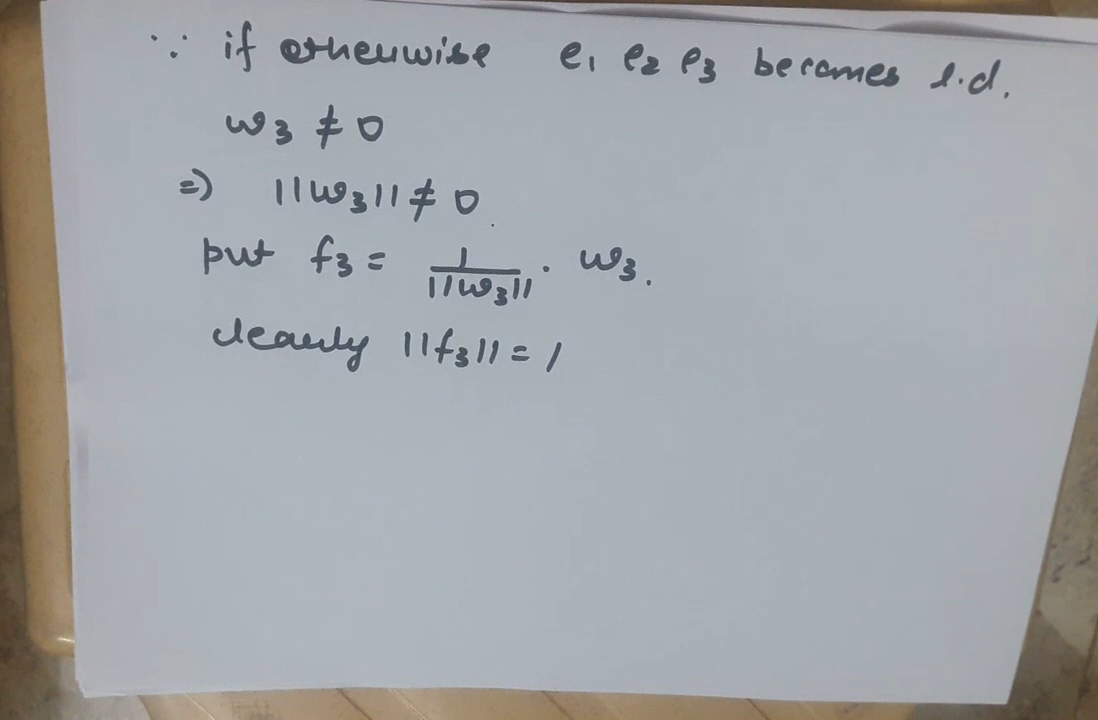 ∵ if otherwise e₁ e₂ e₃ becomes l.d.
w₃ ≠ 0
=) ||w₃|| ≠ 0
put f₃ = 1/||w₃|| · w₃.
clearly ||f₃|| = 1